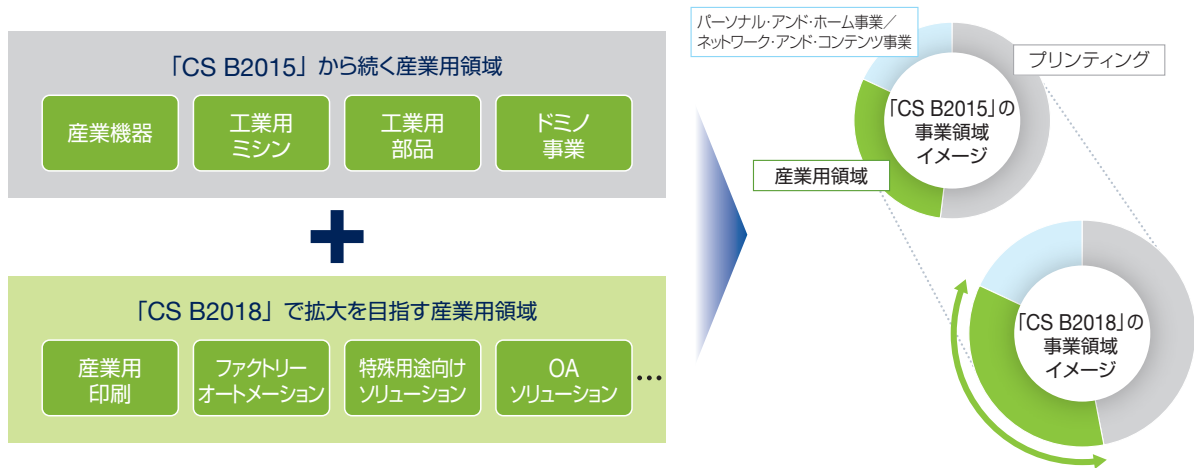 「CS B2015」から続く産業用領域
産業機器
工業用
ミシン
工業用
部品
ドミノ
事業
+
「CS B2018」で拡大を目指す産業用領域
産業用
印刷
ファクトリー
オートメーション
特殊用途向け
ソリューション
OA
ソリューション
…
パーソナル・アンド・ホーム事業／
ネットワーク・アンド・コンテンツ事業
プリンティング
「CS B2015」の
事業領域
イメージ
産業用領域
「CS B2018」の
事業領域
イメージ